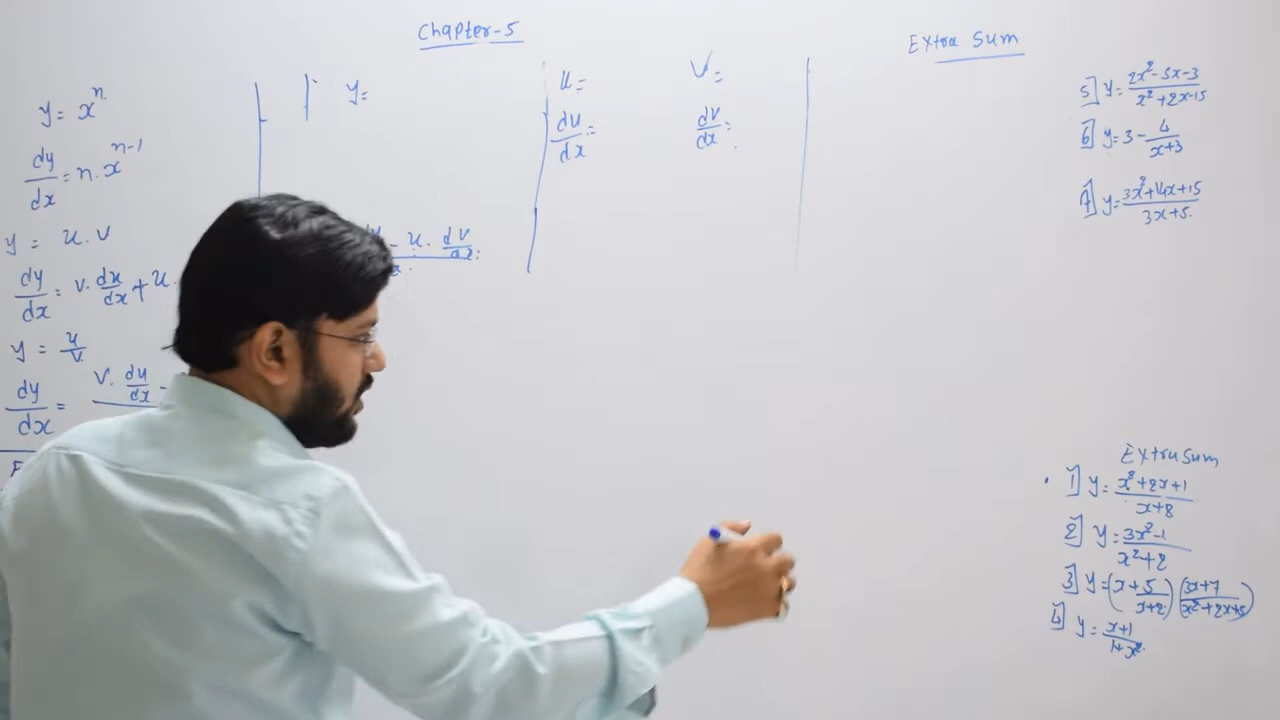 Chapter-5
Extra Sum
y = x^n
dy/dx = n.x^(n-1)
y = u.v
dy/dx = v.du/dx + u.
y = u/v
dy/dx = v.du/dx -
y=
- u.dv/dx
u=
du/dx =
v=
dv/dx =
5] y= (2x²-5x-3)/(x²+2x-15)
6] y= 3 - 4/(x+3)
7] y= (3x²+14x+15)/(3x+5)
Extra Sum
1] y= (x²+2x+1)/(x+8)
2] y= (3x²-1)/(x²+2)
3] y= ((x+5)/(x+2)) ((3x+7)/(x²+2x+5))
4] y= (x+1)/(1+x²)